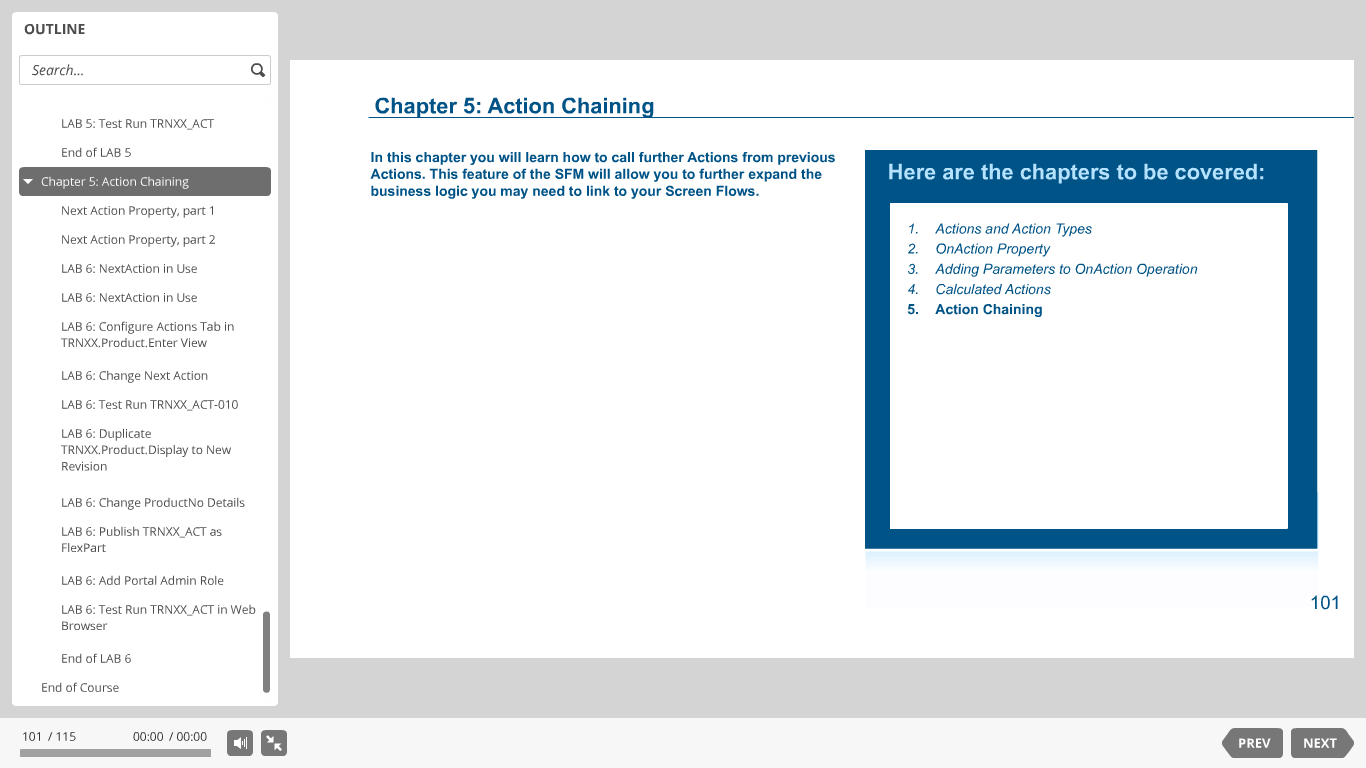 OUTLINE
Search...
LAB 5: Test Run TRNXX_ACT
End of LAB 5
Chapter 5: Action Chaining
Next Action Property, part 1
Next Action Property, part 2
LAB 6: NextAction in Use
LAB 6: NextAction in Use
LAB 6: Configure Actions Tab in
TRNXX.Product.Enter View
LAB 6: Change Next Action
LAB 6: Test Run TRNXX_ACT-010
LAB 6: Duplicate
TRNXX.Product.Display to New
Revision
LAB 6: Change ProductNo Details
LAB 6: Publish TRNXX_ACT as
FlexPart
LAB 6: Add Portal Admin Role
LAB 6: Test Run TRNXX_ACT in Web
Browser
End of LAB 6
End of Course
Chapter 5: Action Chaining
In this chapter you will learn how to call further Actions from previous
Actions. This feature of the SFM will allow you to further expand the
business logic you may need to link to your Screen Flows.
Here are the chapters to be covered:
1. Actions and Action Types
2. OnAction Property
3. Adding Parameters to OnAction Operation
4. Calculated Actions
5. Action Chaining
101
101 / 115
00:00 / 00:00
PREV
NEXT